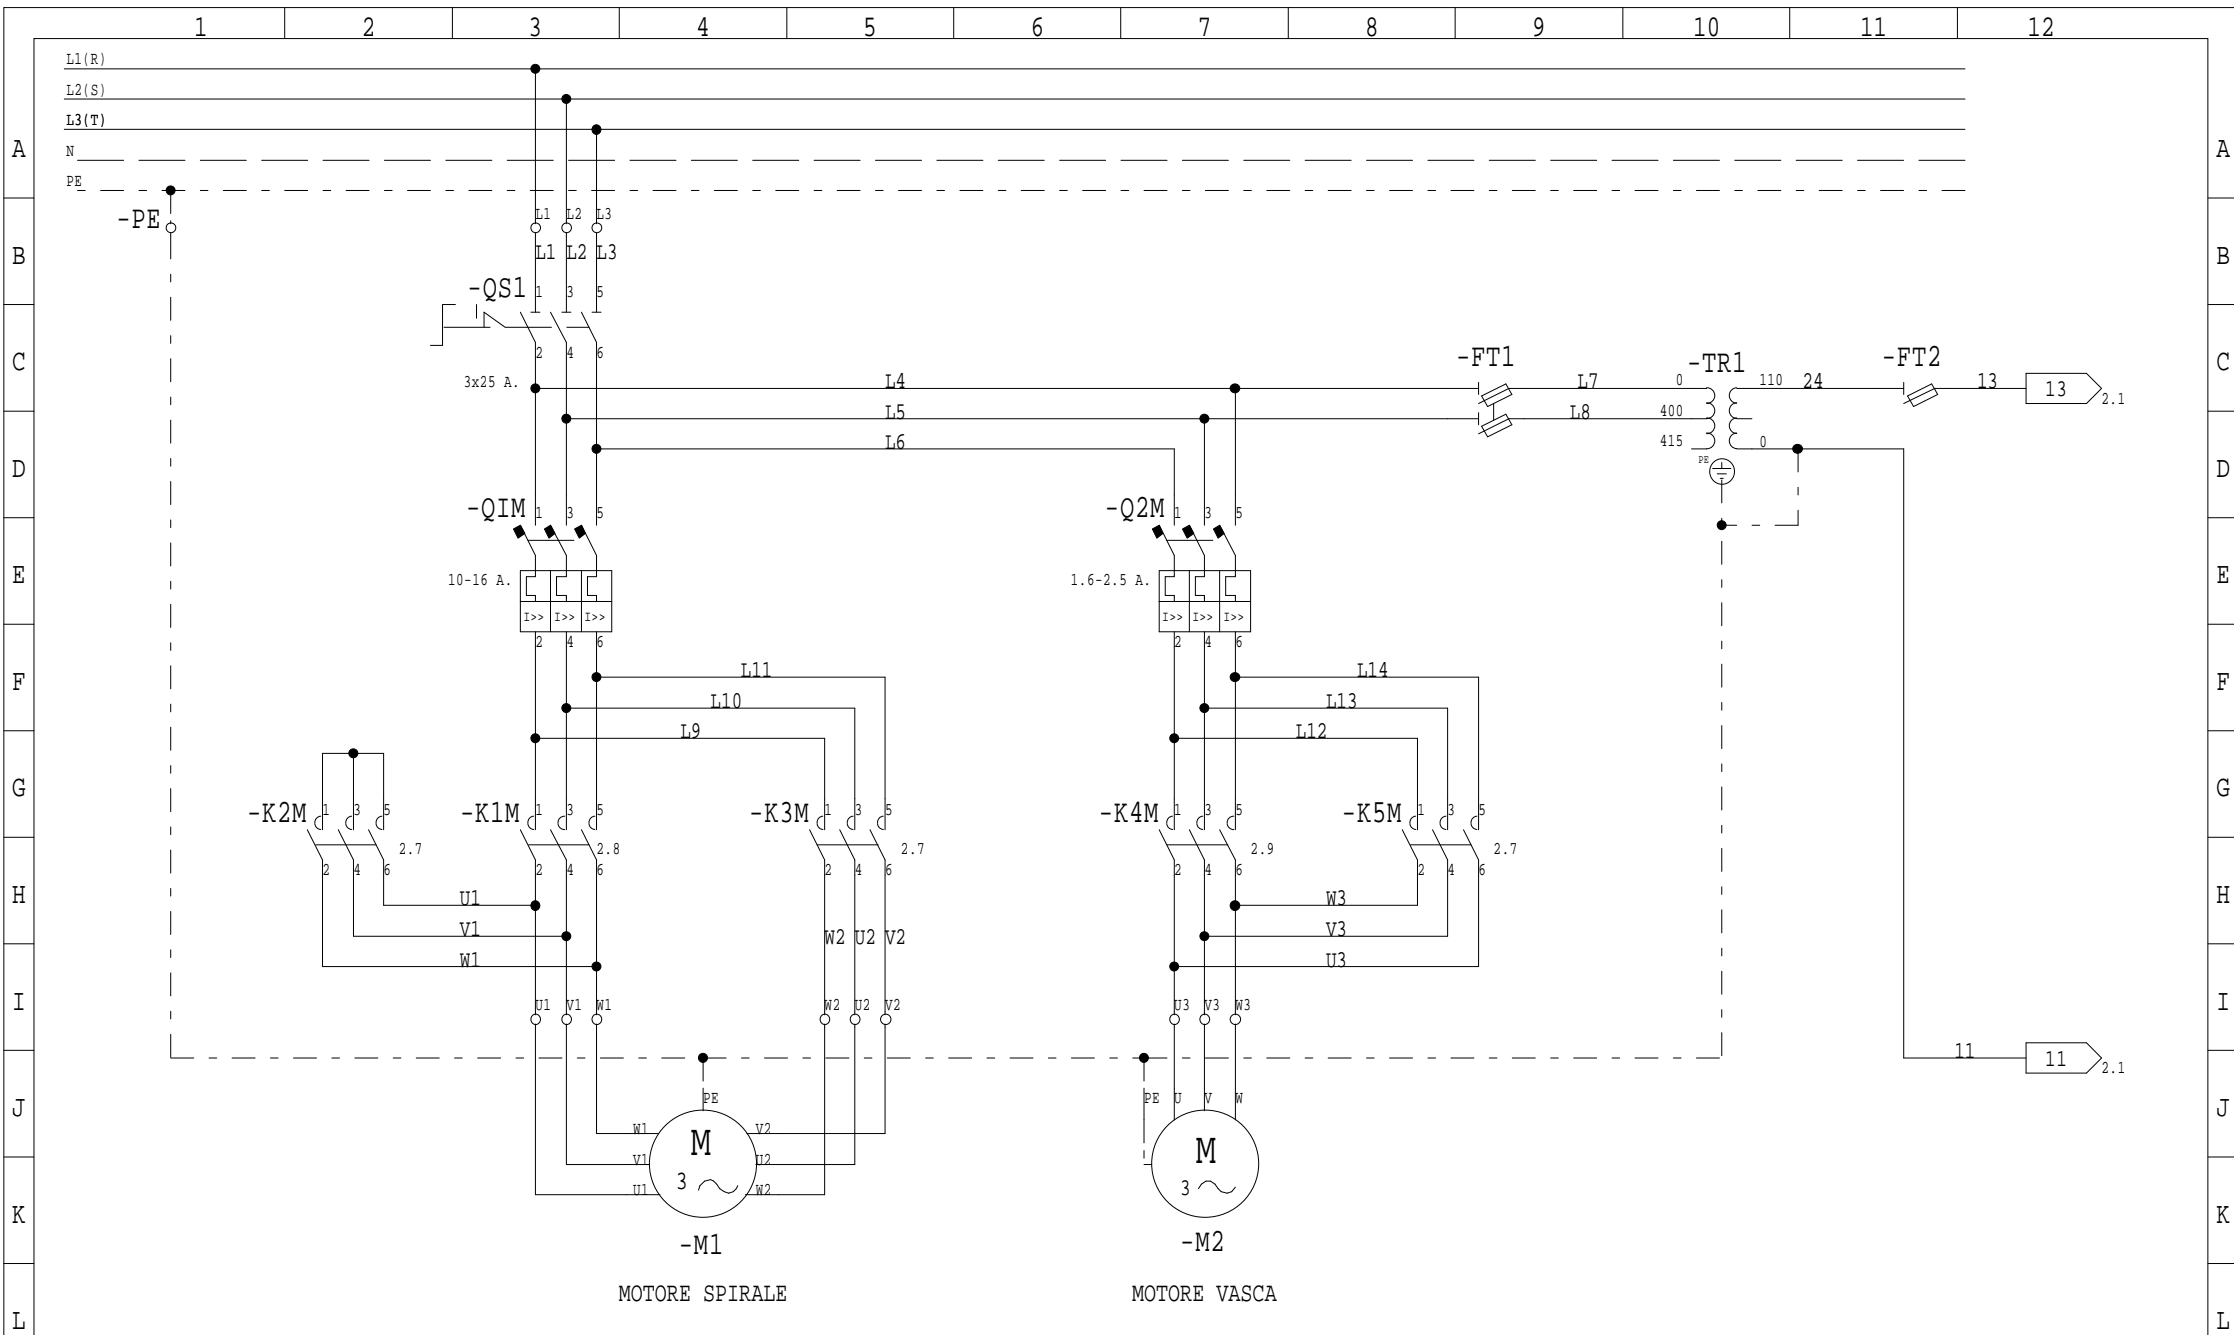 1 2 3 4 5 6 7 8 9 10 11 12
L1(R)
L2(S)
L3(T)
A N A
PE
-PE L1 L2 L3
B L1 L2 L3 B
-QS1 1 3 5
C 2 4 6 -FT1 -TR1 -FT2 C
3x25 A. L4 L7 0 110 24 13 13 2.1
L5 L8 400
L6 415 0
D PE D
-QIM 1 3 5 -Q2M 1 3 5
E 10-16 A. 1.6-2.5 A. E
I>> I>> I>> I>> I>> I>>
2 4 6 2 4 6
F L11 L14 F
L10 L13
L9 L12
G G
-K2M 1 3 5 -K1M 1 3 5 -K3M 1 3 5 -K4M 1 3 5 -K5M 1 3 5
2.7 2.8 2.7 2.9 2.7
2 4 6 2 4 6 2 4 6 2 4 6 2 4 6
H U1 W3 H
V1 W2 U2 V2 V3
W1 U3
I U1 V1 W1 W2 U2 V2 U3 V3 W3 I
11 11 2.1
J PE PE U V W J
W1 M V2 M
V1 U2
U1 3 W2 3
K K
-M1 -M2
MOTORE SPIRALE MOTORE VASCA
L L